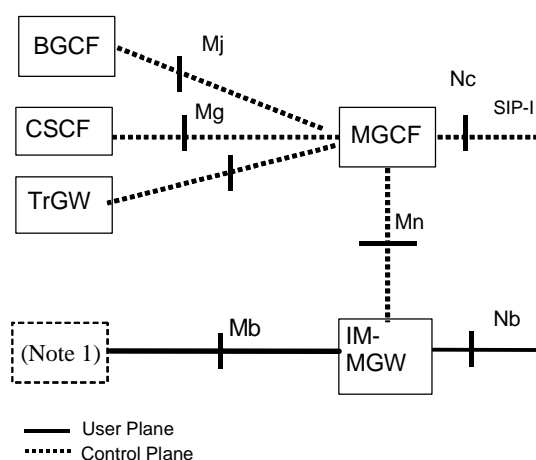 BGCF
Mj
Nc
Mg
SIP-I
CSCF
MGCF
TrGW
Mn
Mb
Nb
(Note 1)
IM-
MGW
User Plane
Control Plane